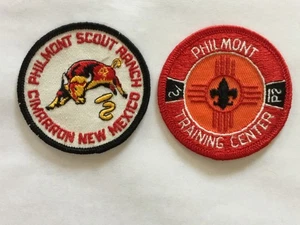 PHILMONT SCOUT RANCH
CIMARRON NEW MEXICO
PHILMONT
TRAINING CENTER